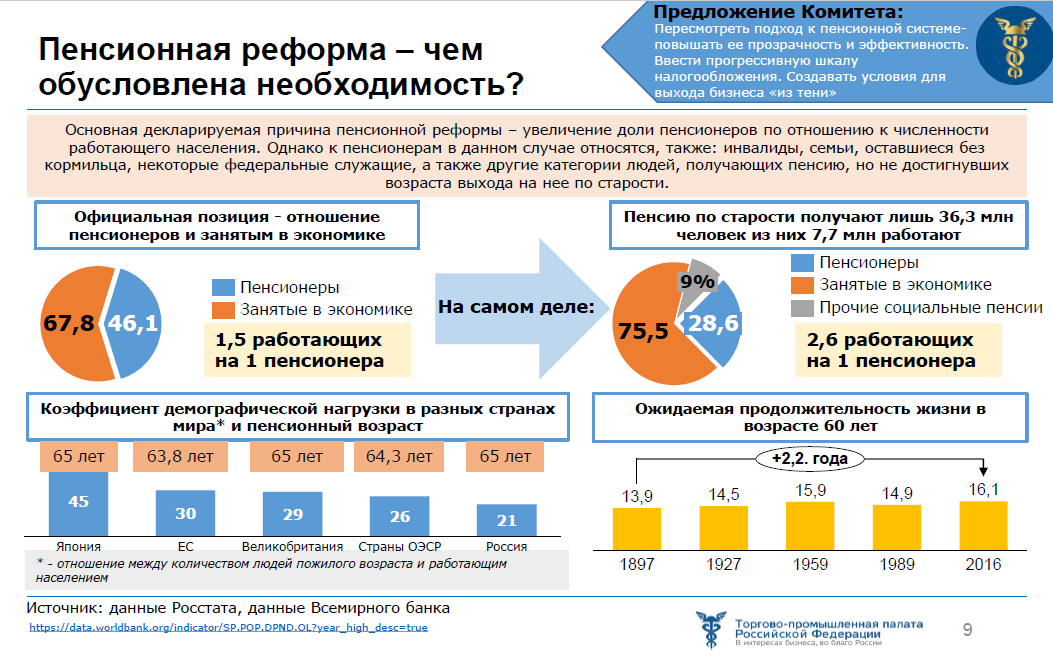 Предложение Комитета:
Пересмотреть подход к пенсионной системе-
повышать ее прозрачность и эффективность.
Ввести прогрессивную шкалу
налогообложения. Создавать условия для
выхода бизнеса «из тени»
Пенсионная реформа – чем
обусловлена необходимость?
Основная декларируемая причина пенсионной реформы – увеличение доли пенсионеров по отношению к численности
работающего населения. Однако к пенсионерам в данном случае относятся, также: инвалиды, семьи, оставшиеся без
кормильца, некоторые федеральные служащие, а также другие категории людей, получающих пенсию, но не достигнувших
возраста выхода на нее по старости.
Официальная позиция - отношение
пенсионеров и занятым в экономике
67,8
46,1
Пенсионеры
Занятые в экономике
1,5 работающих
на 1 пенсионера
На самом деле:
Пенсию по старости получают лишь 36,3 млн
человек из них 7,7 млн работают
9%
75,5
28,6
Пенсионеры
Занятые в экономике
Прочие социальные пенсии
2,6 работающих
на 1 пенсионера
Коэффициент демографической нагрузки в разных странах
мира* и пенсионный возраст
65 лет
63,8 лет
65 лет
64,3 лет
65 лет
45
30
29
26
21
Япония
ЕС
Великобритания
Страны ОЭСР
Россия
* - отношение между количеством людей пожилого возраста и работающим
населением
Ожидаемая продолжительность жизни в
возрасте 60 лет
+2,2. года
13,9
14,5
15,9
14,9
16,1
1897
1927
1959
1989
2016
Источник: данные Росстата, данные Всемирного банка
https://data.worldbank.org/indicator/SP.POP.DPND.OL?year_high_desc=true
Торгово-промышленная палата
Российской Федерации
В интересах бизнеса, во благо России
9